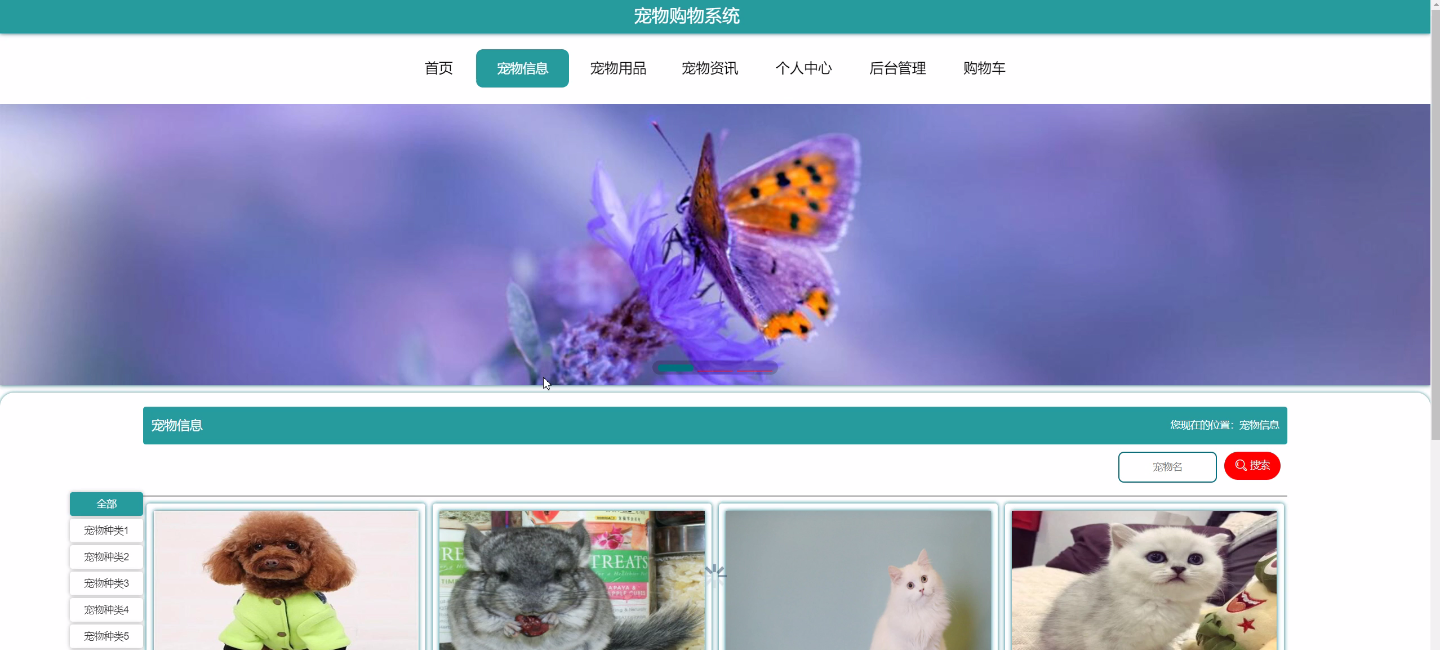 宠物购物系统
首页 宠物信息 宠物用品 宠物资讯 个人中心 后台管理 购物车
宠物信息 您现在的位置：宠物信息
宠物名 搜索
全部
宠物种类1
宠物种类2
宠物种类3
宠物种类4
宠物种类5
TREATS
PAPAYA &